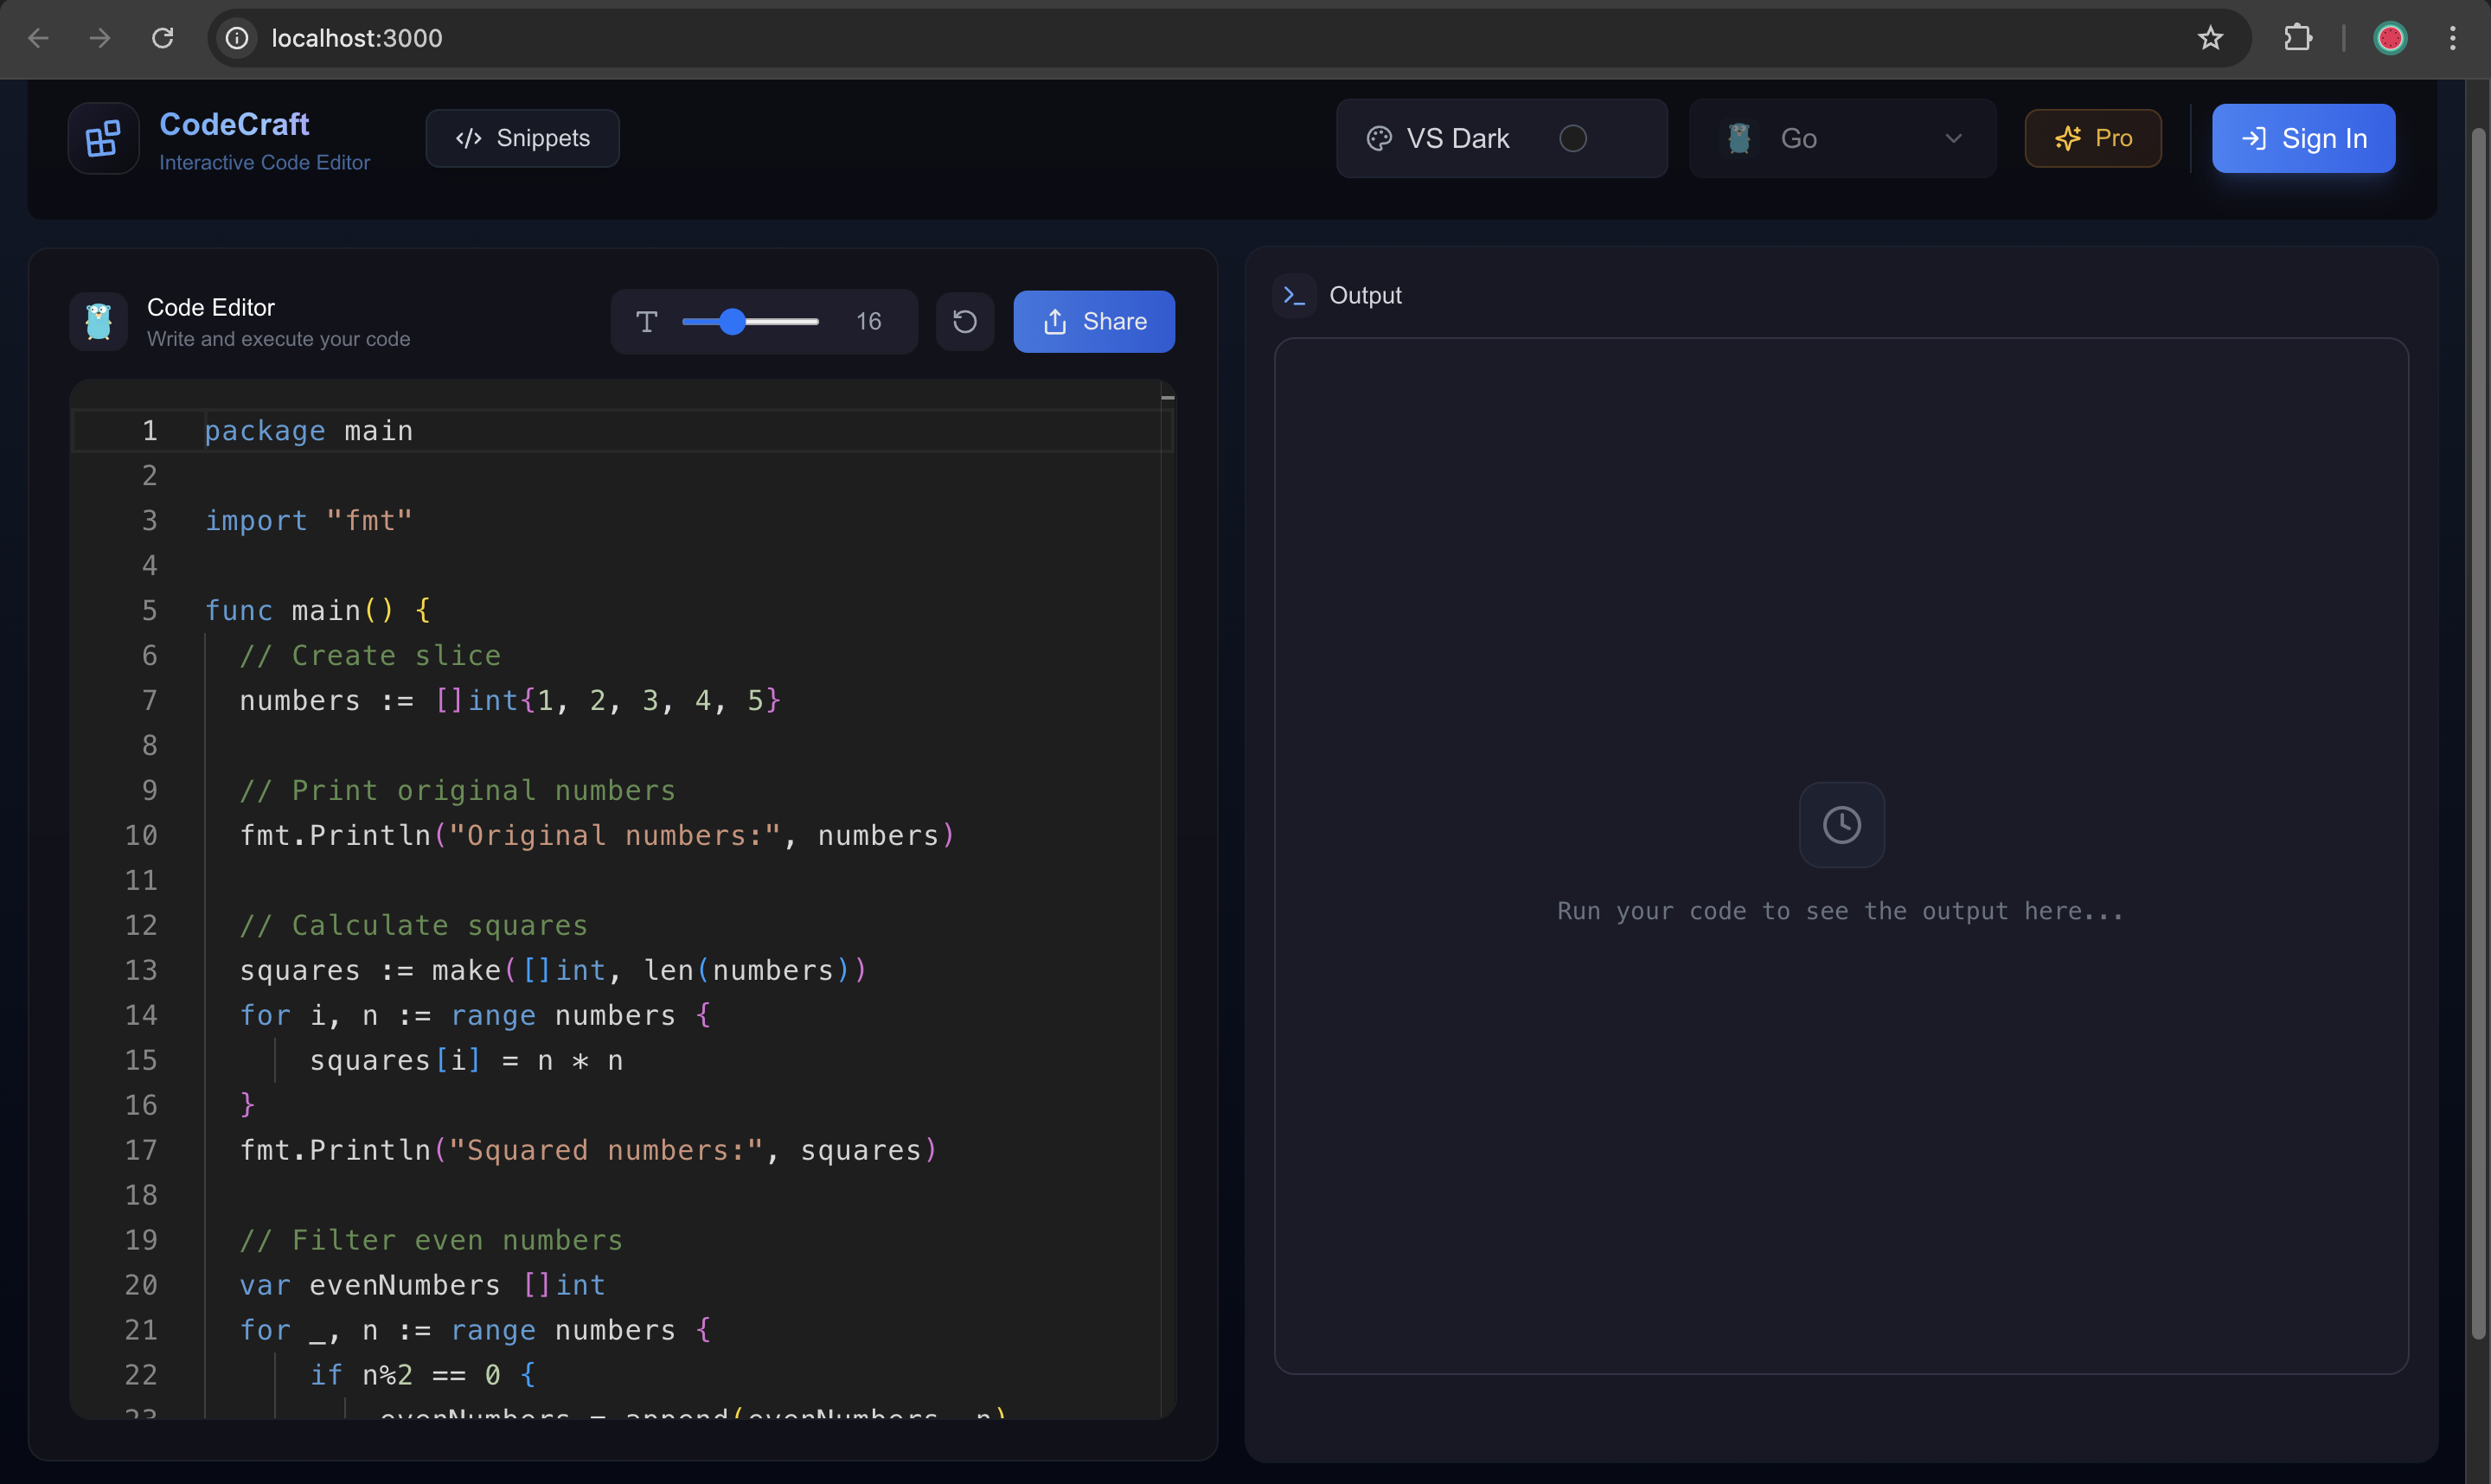 localhost:3000
CodeCraft
Interactive Code Editor
Snippets
VS Dark
Go
Pro
Sign In
Code Editor
Write and execute your code
16
Share
Output
1 package main
2
3 import "fmt"
4
5 func main() {
6 // Create slice
7 numbers := []int{1, 2, 3, 4, 5}
8
9 // Print original numbers
10 fmt.Println("Original numbers:", numbers)
11
12 // Calculate squares
13 squares := make([]int, len(numbers))
14 for i, n := range numbers {
15 squares[i] = n * n
16 }
17 fmt.Println("Squared numbers:", squares)
18
19 // Filter even numbers
20 var evenNumbers []int
21 for _, n := range numbers {
22 if n%2 == 0 {
23 evenNumbers = append(evenNumbers, n)
Run your code to see the output here...